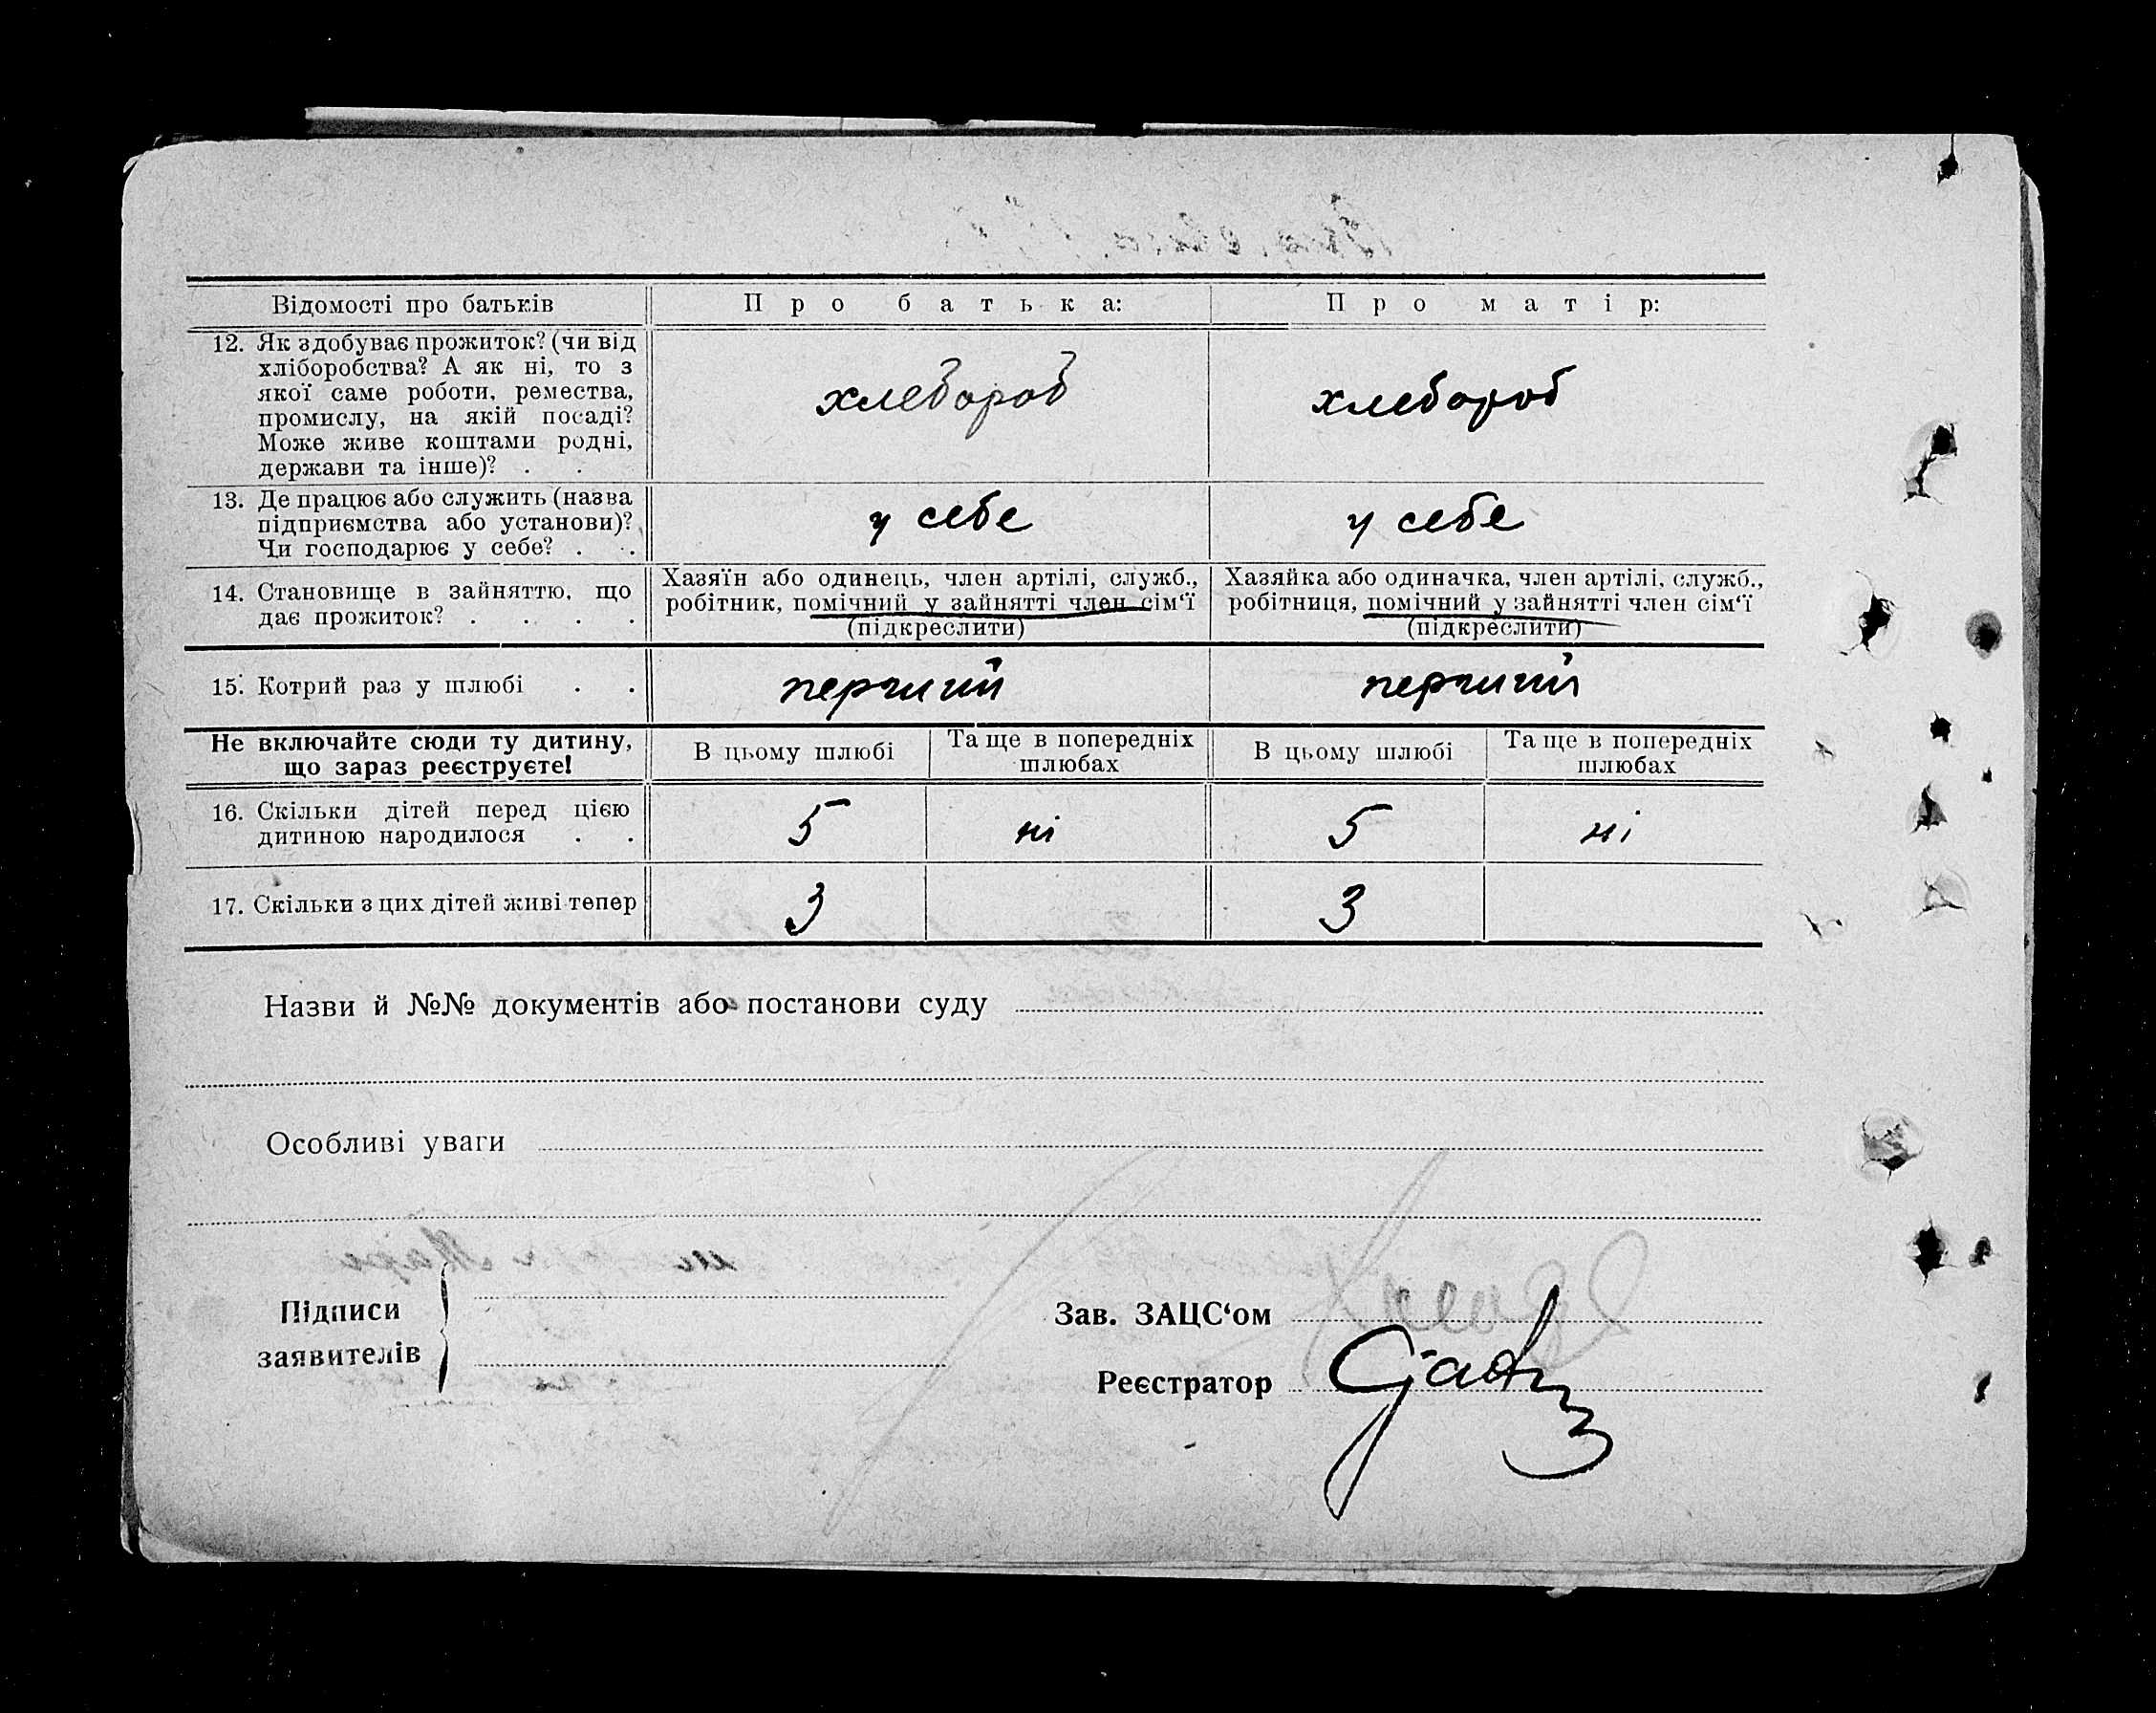 Відомості про батьків
Про батька:
Про матір:
12. Як здобуває прожиток? (чи від
хліборобства? А як ні, то з
якої саме роботи, ремества,
промислу, на якій посаді?
Може живе коштами родні,
держави та інше)? . .
хлебороб
хлебороб
13. Де працює або служить (назва
підприємства або установи)?
Чи господарює у себе? . .
у себе
у себе
14. Становище в зайняттю, що
дає прожиток? . . . .
Хазяїн або одинець, член артілі, служб.,
робітник, помічний у зайнятті член сім‘ї
(підкреслити)
Хазяйка або одиначка, член артілі, служб.,
робітниця, помічний у зайнятті член сім‘ї
(підкреслити)
15. Котрий раз у шлюбі . .
перший
перший
Не включайте сюди ту дитину,
що зараз реєструєте!
В цьому шлюбі
Та ще в попередніх
шлюбах
В цьому шлюбі
Та ще в попередніх
шлюбах
16. Скільки дітей перед цією
дитиною народилося . .
5
ні
5
ні
17. Скільки з цих дітей живі тепер
3
3
Назви й №№ документів або постанови суду
Особливі уваги
Підписи
заявителів
Зав. ЗАЦС‘ом
Реєстратор